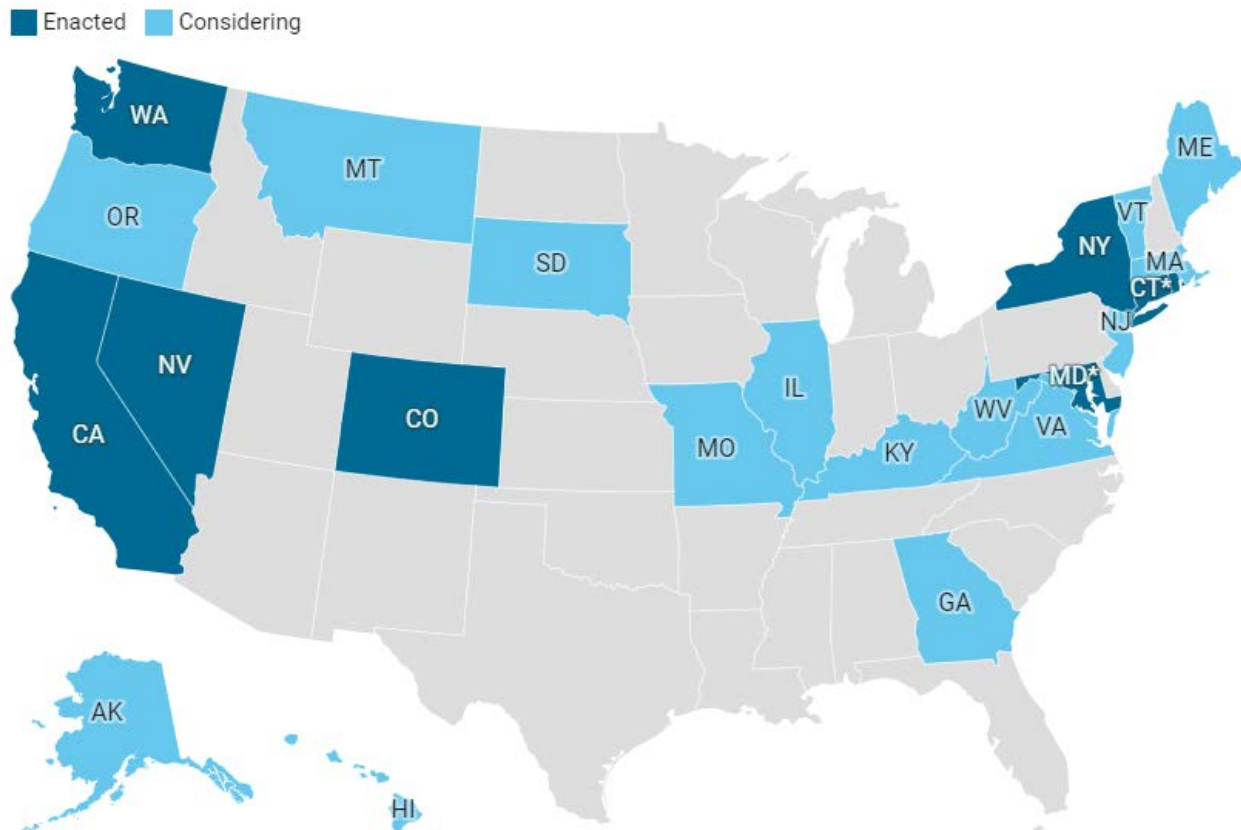 Enacted Considering
WA
MT
ME
OR
VT
NY
SD
MA
CT*
NJ
NV
IL
MD*
CO
WV
CA
MO
KY
VA
GA
AK
HI